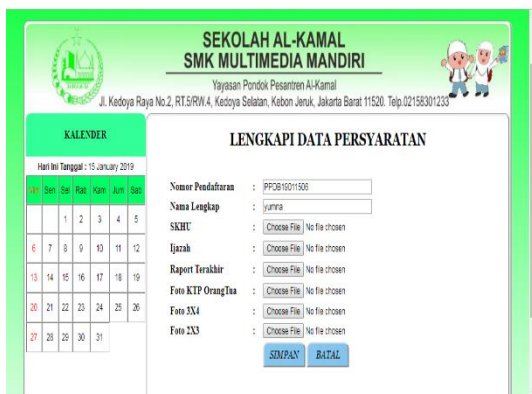 SEKOLAH AL-KAMAL
SMK MULTIMEDIA MANDIRI
Yayasan Pondok Pesantren Al-Kamal
Jl. Kedoya Raya No.2, RT.5/RW.4, Kedoya Selatan, Kebon Jeruk, Jakarta Barat 11520. Telp.02158301233
KALENDER
Hari Ini Tanggal : 15 January 2019
Min Sen Sel Rab Kam Jum Sab
1 2 3 4 5
6 7 8 9 10 11 12
13 14 15 16 17 18 19
20 21 22 23 24 25 26
27 28 29 30 31
LENGKAPI DATA PERSYARATAN
Nomor Pendaftaran : PPDB19011506
Nama Lengkap : yumna
SKHU : Choose File No file chosen
Ijazah : Choose File No file chosen
Raport Terakhir : Choose File No file chosen
Foto KTP OrangTua : Choose File No file chosen
Foto 3X4 : Choose File No file chosen
Foto 2X3 : Choose File No file chosen
SIMPAN BATAL